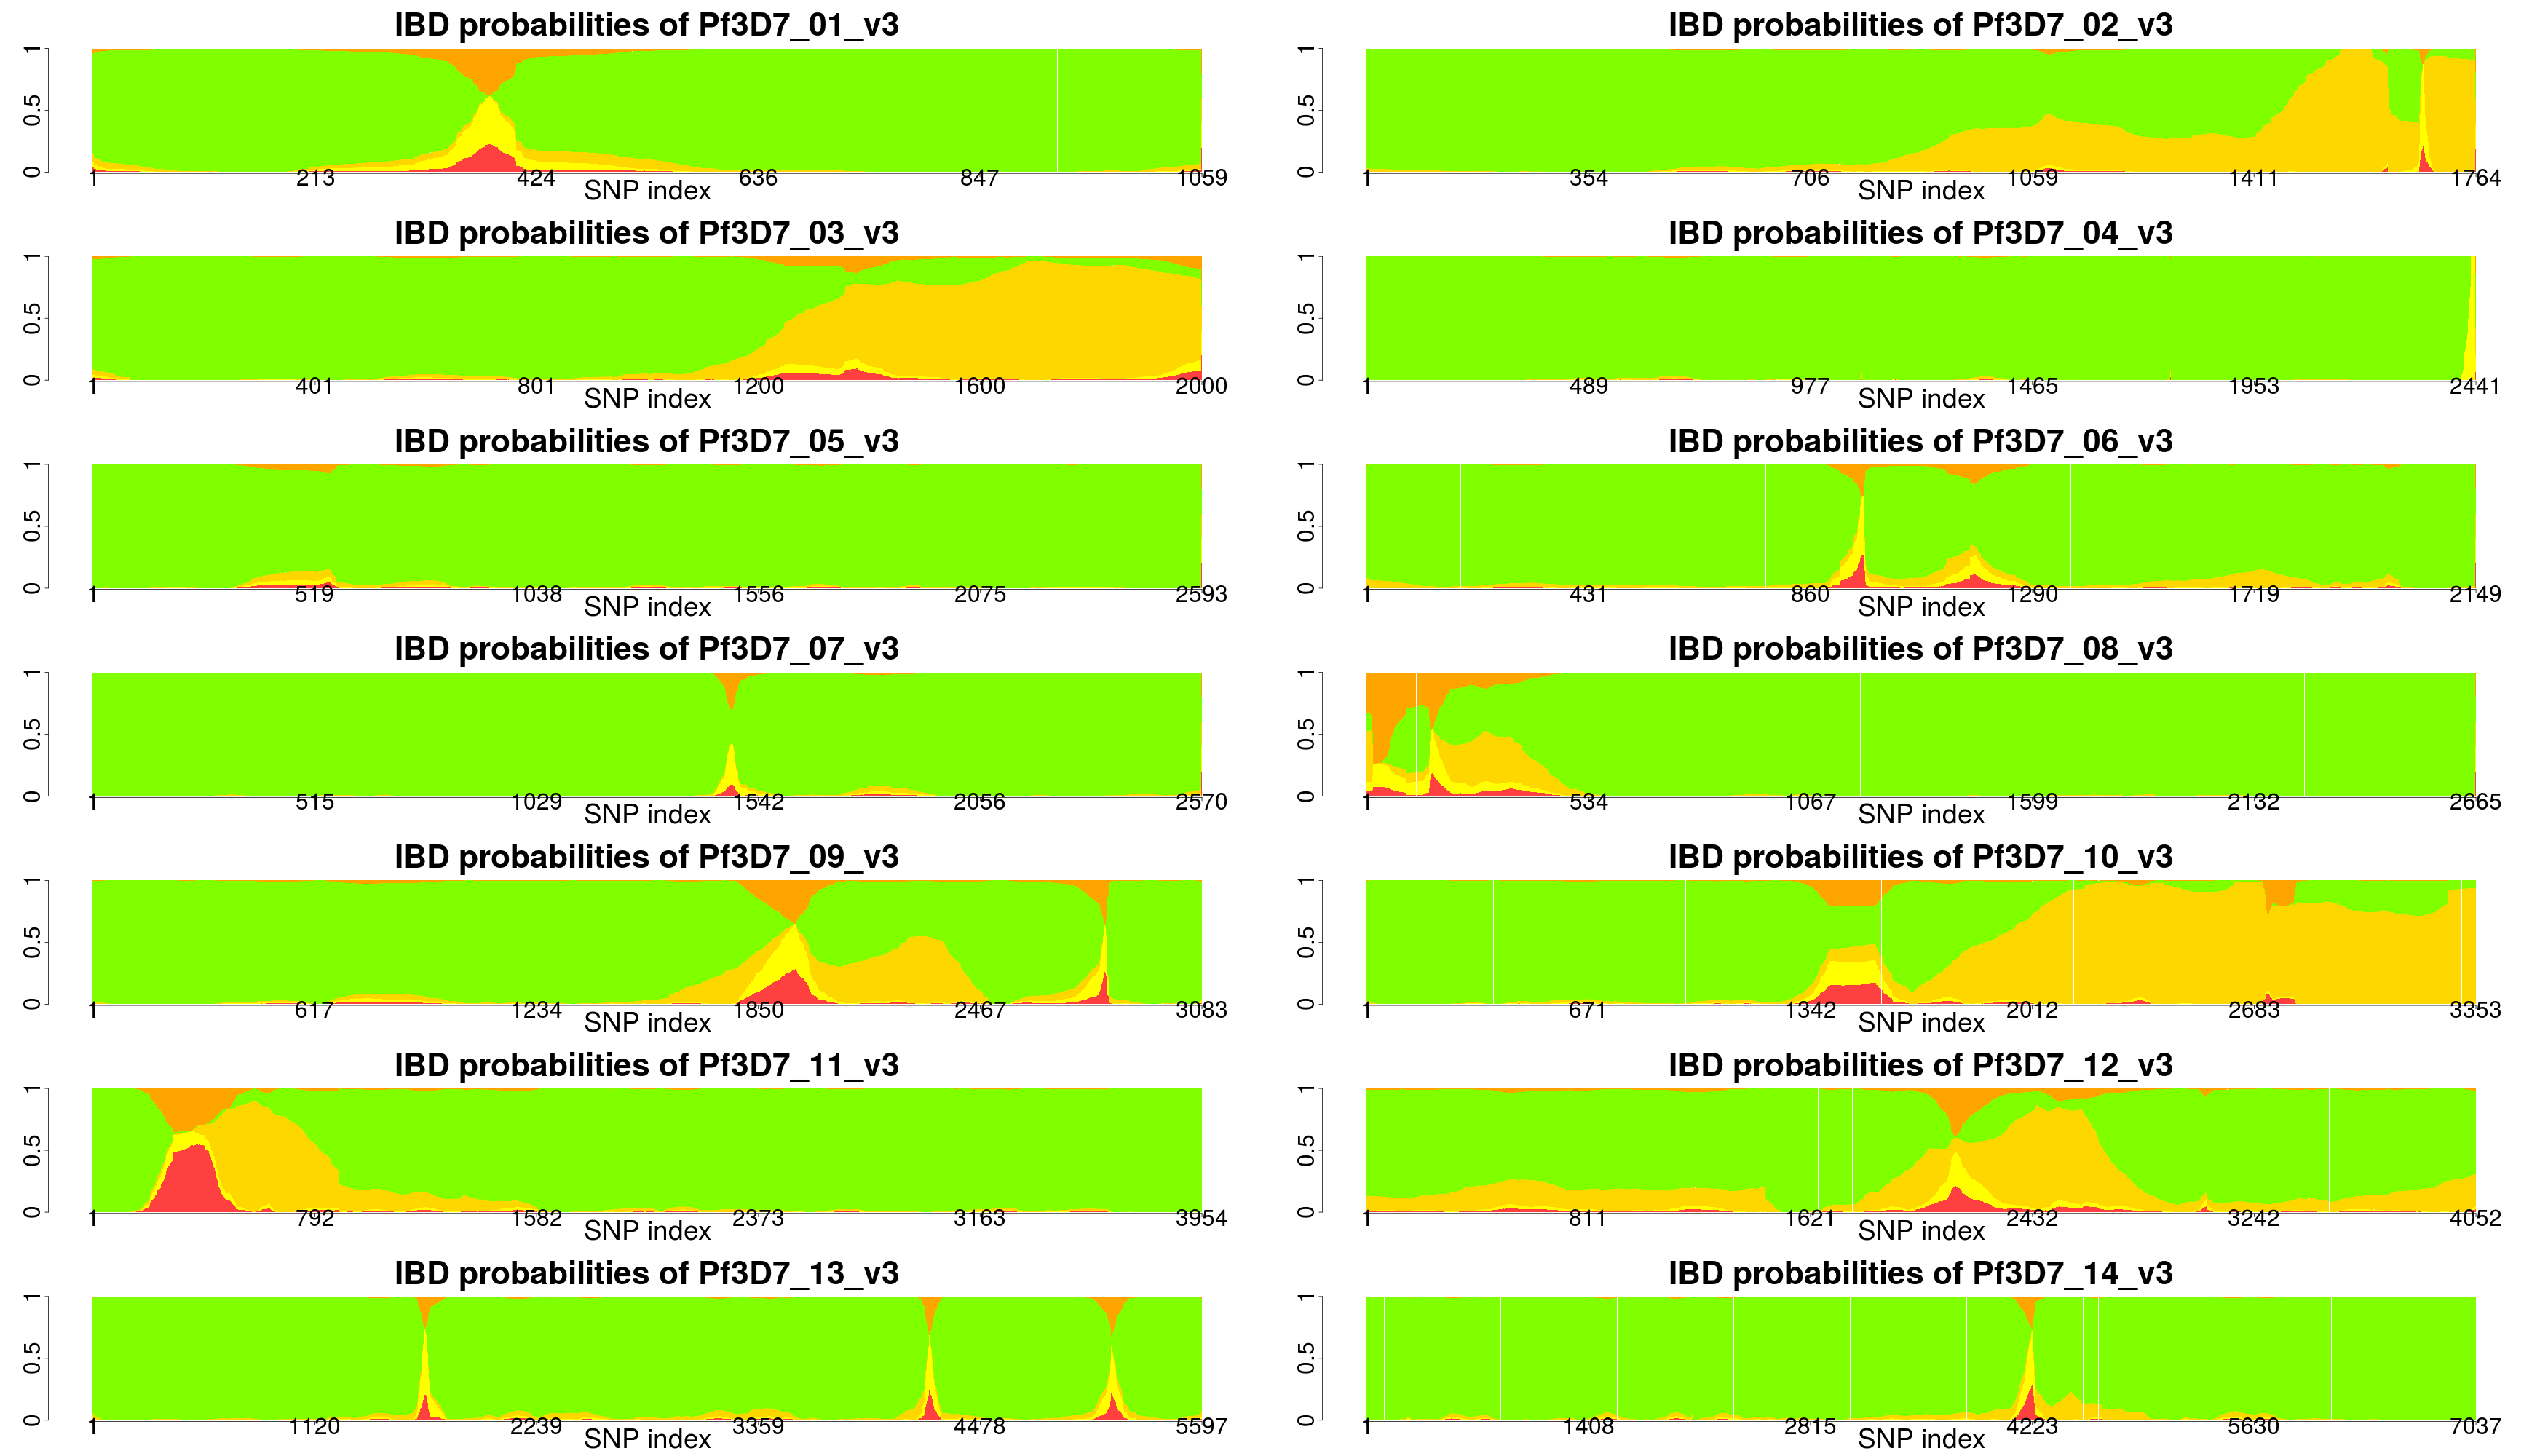 IBD probabilities of Pf3D7_01_v3
0 0.5 1
1 213 424 636 847 1059
SNP index
IBD probabilities of Pf3D7_02_v3
0 0.5 1
1 354 706 1059 1411 1764
SNP index
IBD probabilities of Pf3D7_03_v3
0 0.5 1
1 401 801 1200 1600 2000
SNP index
IBD probabilities of Pf3D7_04_v3
0 0.5 1
1 489 977 1465 1953 2441
SNP index
IBD probabilities of Pf3D7_05_v3
0 0.5 1
1 519 1038 1556 2075 2593
SNP index
IBD probabilities of Pf3D7_06_v3
0 0.5 1
1 431 860 1290 1719 2149
SNP index
IBD probabilities of Pf3D7_07_v3
0 0.5 1
1 515 1029 1542 2056 2570
SNP index
IBD probabilities of Pf3D7_08_v3
0 0.5 1
1 534 1067 1599 2132 2665
SNP index
IBD probabilities of Pf3D7_09_v3
0 0.5 1
1 617 1234 1850 2467 3083
SNP index
IBD probabilities of Pf3D7_10_v3
0 0.5 1
1 671 1342 2012 2683 3353
SNP index
IBD probabilities of Pf3D7_11_v3
0 0.5 1
1 792 1582 2373 3163 3954
SNP index
IBD probabilities of Pf3D7_12_v3
0 0.5 1
1 811 1621 2432 3242 4052
SNP index
IBD probabilities of Pf3D7_13_v3
0 0.5 1
1 1120 2239 3359 4478 5597
SNP index
IBD probabilities of Pf3D7_14_v3
0 0.5 1
1 1408 2815 4223 5630 7037
SNP index